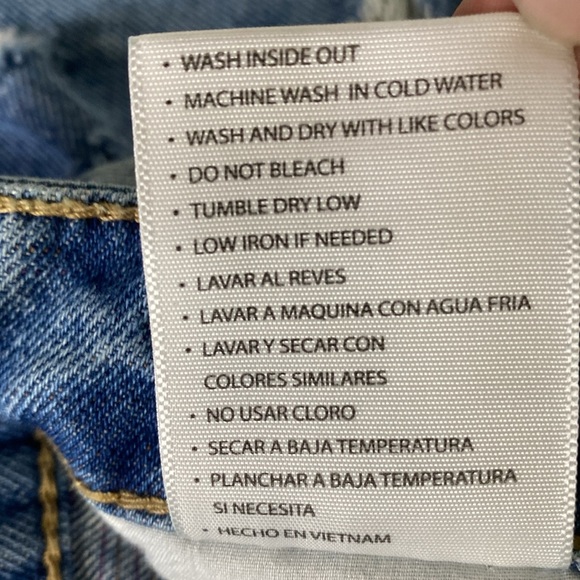 • WASH INSIDE OUT
• MACHINE WASH IN COLD WATER
• WASH AND DRY WITH LIKE COLORS
• DO NOT BLEACH
• TUMBLE DRY LOW
• LOW IRON IF NEEDED
• LAVAR AL REVES
• LAVAR A MAQUINA CON AGUA FRIA
• LAVAR Y SECAR CON
COLORES SIMILARES
• NO USAR CLORO
• SECAR A BAJA TEMPERATURA
• PLANCHAR A BAJA TEMPERATURA
SI NECESITA
• HECHO EN VIETNAM